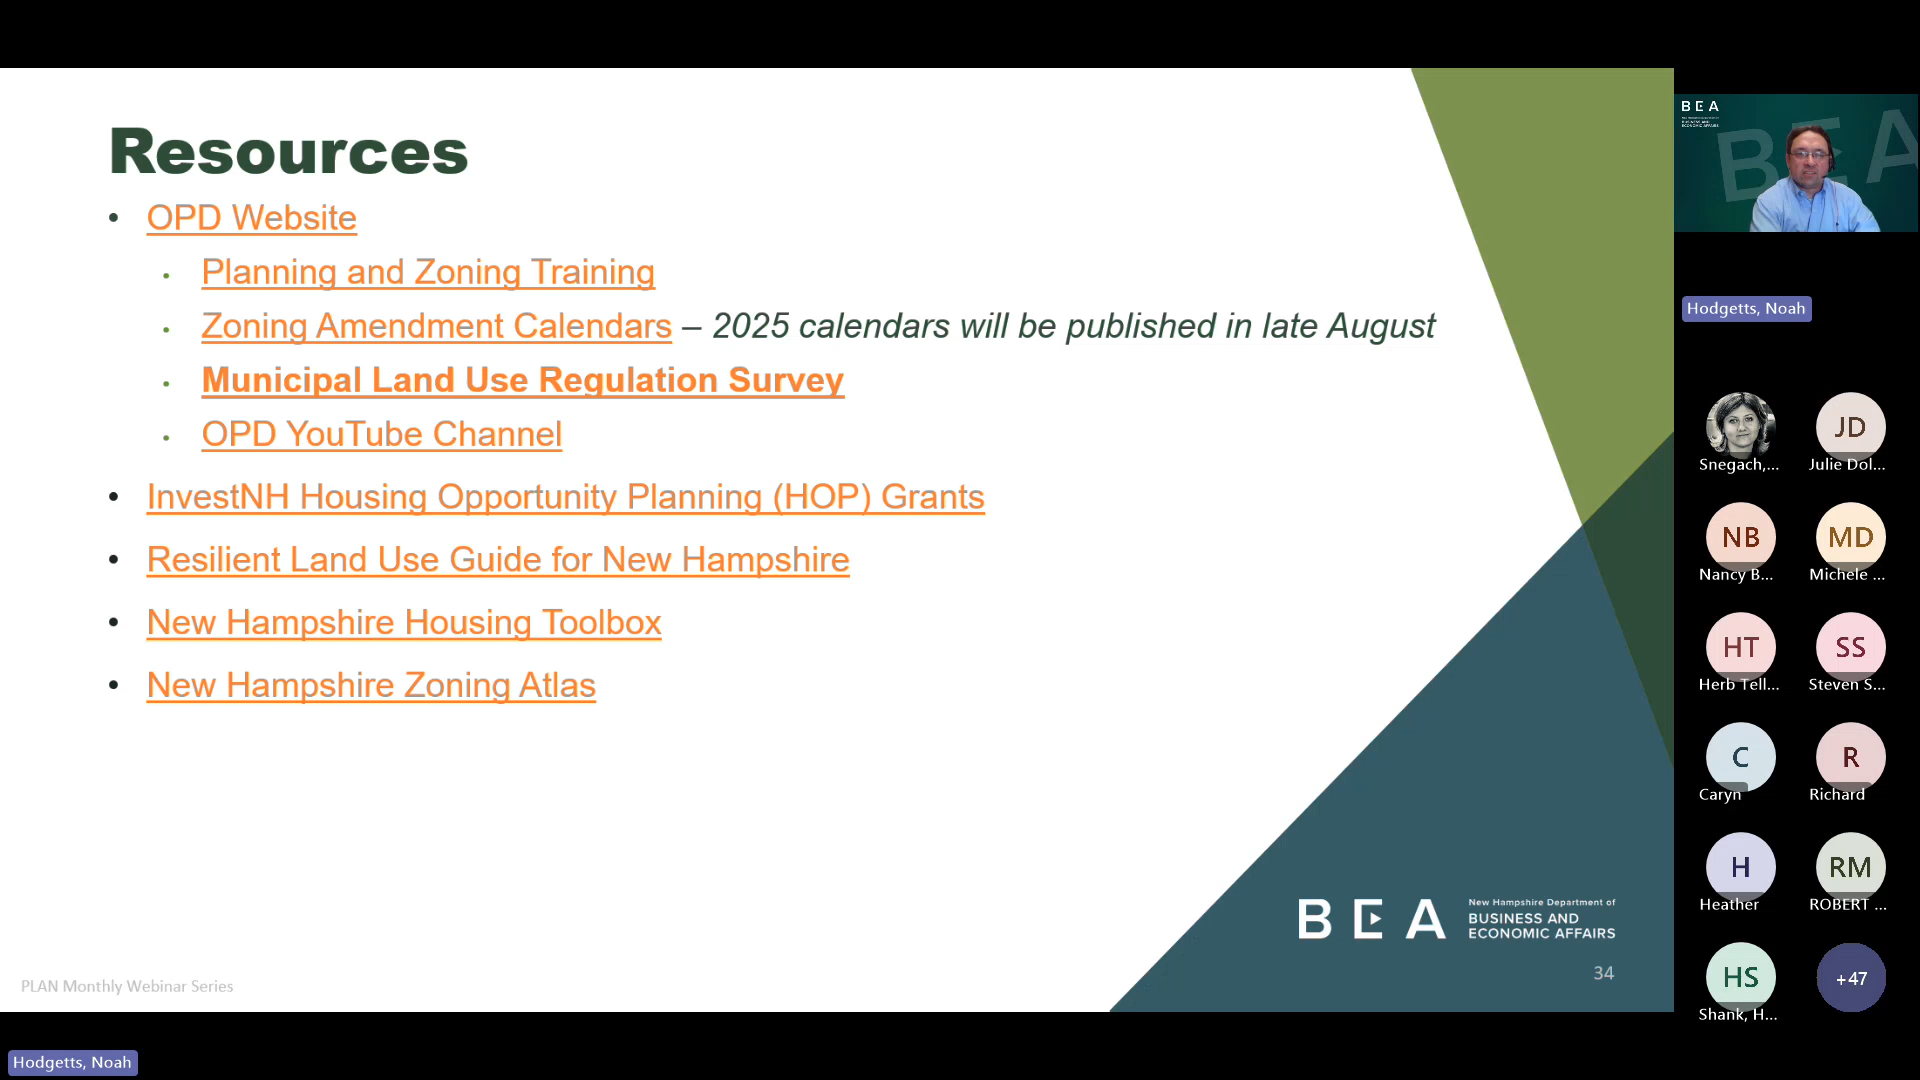 Resources
• OPD Website
• Planning and Zoning Training
• Zoning Amendment Calendars – 2025 calendars will be published in late August
• Municipal Land Use Regulation Survey
• OPD YouTube Channel
• InvestNH Housing Opportunity Planning (HOP) Grants
• Resilient Land Use Guide for New Hampshire
• New Hampshire Housing Toolbox
• New Hampshire Zoning Atlas
BEA
New Hampshire Department of
BUSINESS AND
ECONOMIC AFFAIRS
34
PLAN Monthly Webinar Series
Hodgetts, Noah
BEA
BEA
Hodgetts, Noah
Snegach,...
JD
Julie Dol...
NB
Nancy B...
MD
Michele ...
HT
Herb Tell...
SS
Steven S...
C
Caryn
R
Richard
H
Heather
RM
ROBERT ...
HS
Shank, H...
+47